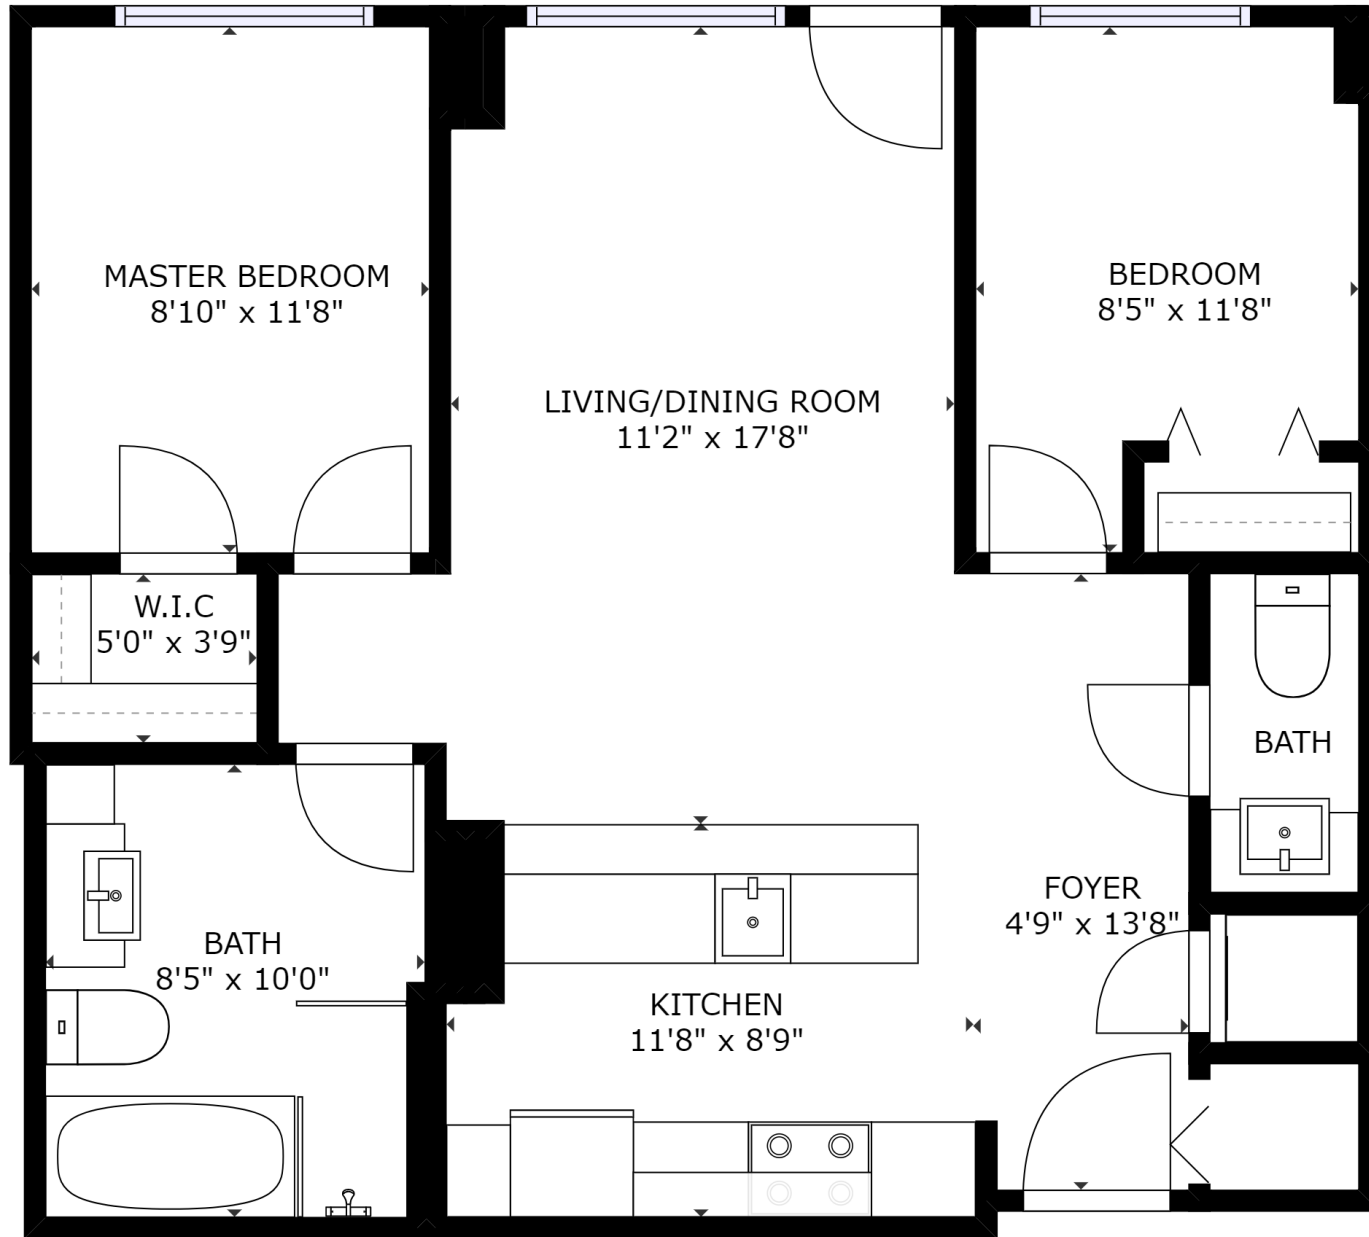 MASTER BEDROOM
8'10" x 11'8"
BEDROOM
8'5" x 11'8"
LIVING/DINING ROOM
11'2" x 17'8"
W.I.C
5'0" x 3'9"
BATH
FOYER
4'9" x 13'8"
BATH
8'5" x 10'0"
KITCHEN
11'8" x 8'9"